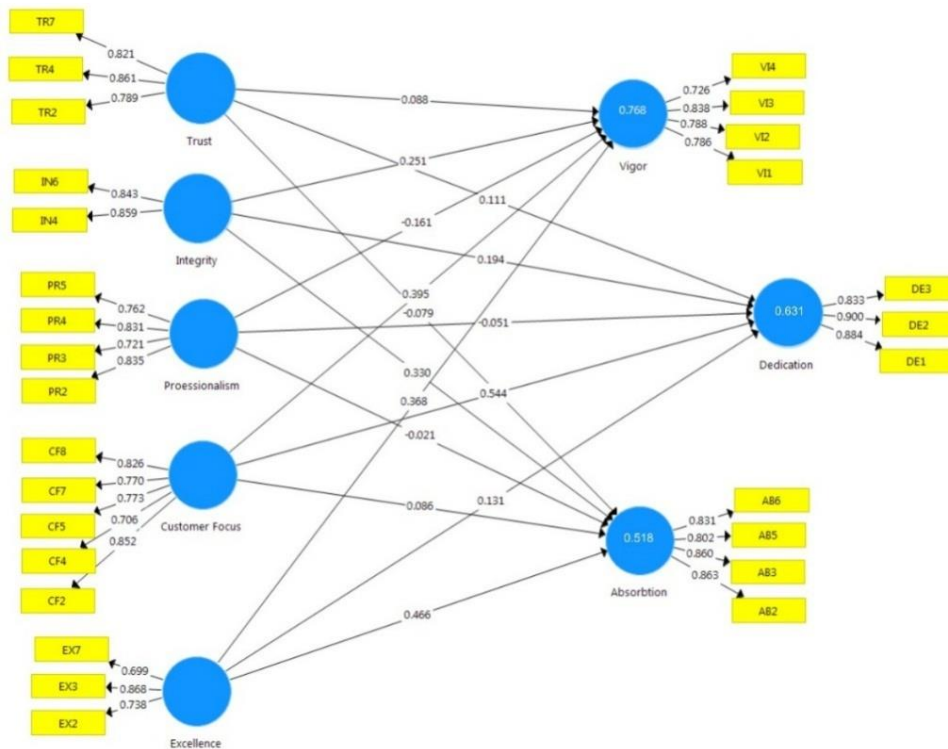 TR7
0.821
TR4
0.861
TR2
0.789
Trust
IN6
0.843
IN4
0.859
Integrity
PR5
0.762
PR4
0.831
PR3
0.721
PR2
0.835
Proessionalism
CF8
0.826
CF7
0.770
CF5
0.773
CF4
0.706
CF2
0.852
Customer Focus
EX7
0.699
EX3
0.868
EX2
0.738
Excellence
0.088
0.251
0.111
-0.161
0.194
0.395
-0.079
-0.051
0.330
0.544
0.368
-0.021
0.086
0.131
0.466
0.768
Vigor
0.726
VI4
0.838
VI3
0.788
VI2
0.786
VI1
0.631
Dedication
0.833
DE3
0.900
DE2
0.884
DE1
0.518
Absorbtion
0.831
AB6
0.802
AB5
0.860
AB3
0.863
AB2